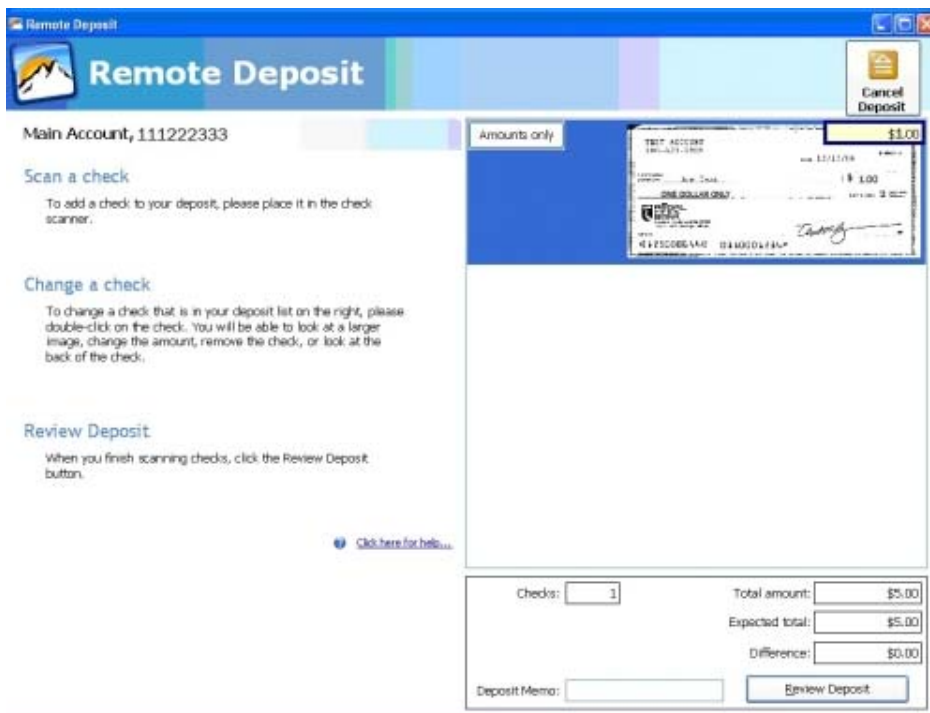 Remote Deposit
Remote Deposit
Cancel
Deposit
Main Account, 111222333
Scan a check
To add a check to your deposit, please place it in the check
scanner.
Change a check
To change a check that is in your deposit list on the right, please
double-click on the check. You will be able to look at a larger
image, change the amount, remove the check, or look at the
back of the check.
Review Deposit
When you finish scanning checks, click the Review Deposit
button.
Click here for help...
Amounts only
$1.00
TEST ACCOUNT
$ 1.00
ONE DOLLAR ONLY
Checks: 1
Total amount: $5.00
Expected total: $5.00
Difference: $0.00
Deposit Memo:
Review Deposit